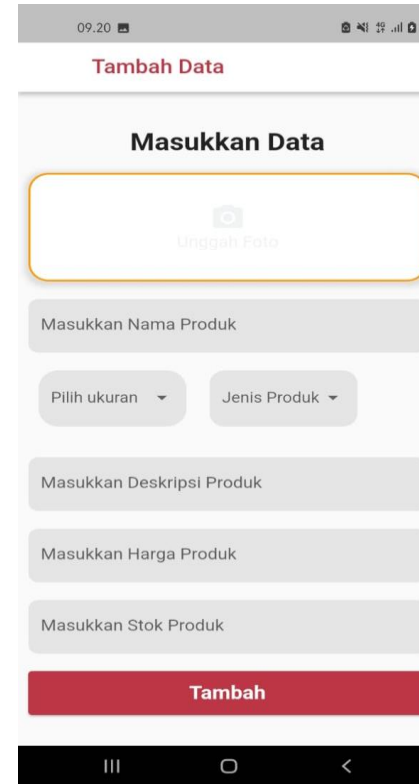 09.20
Tambah Data
Masukkan Data
Unggah Foto
Masukkan Nama Produk
Pilih ukuran Jenis Produk
Masukkan Deskripsi Produk
Masukkan Harga Produk
Masukkan Stok Produk
Tambah